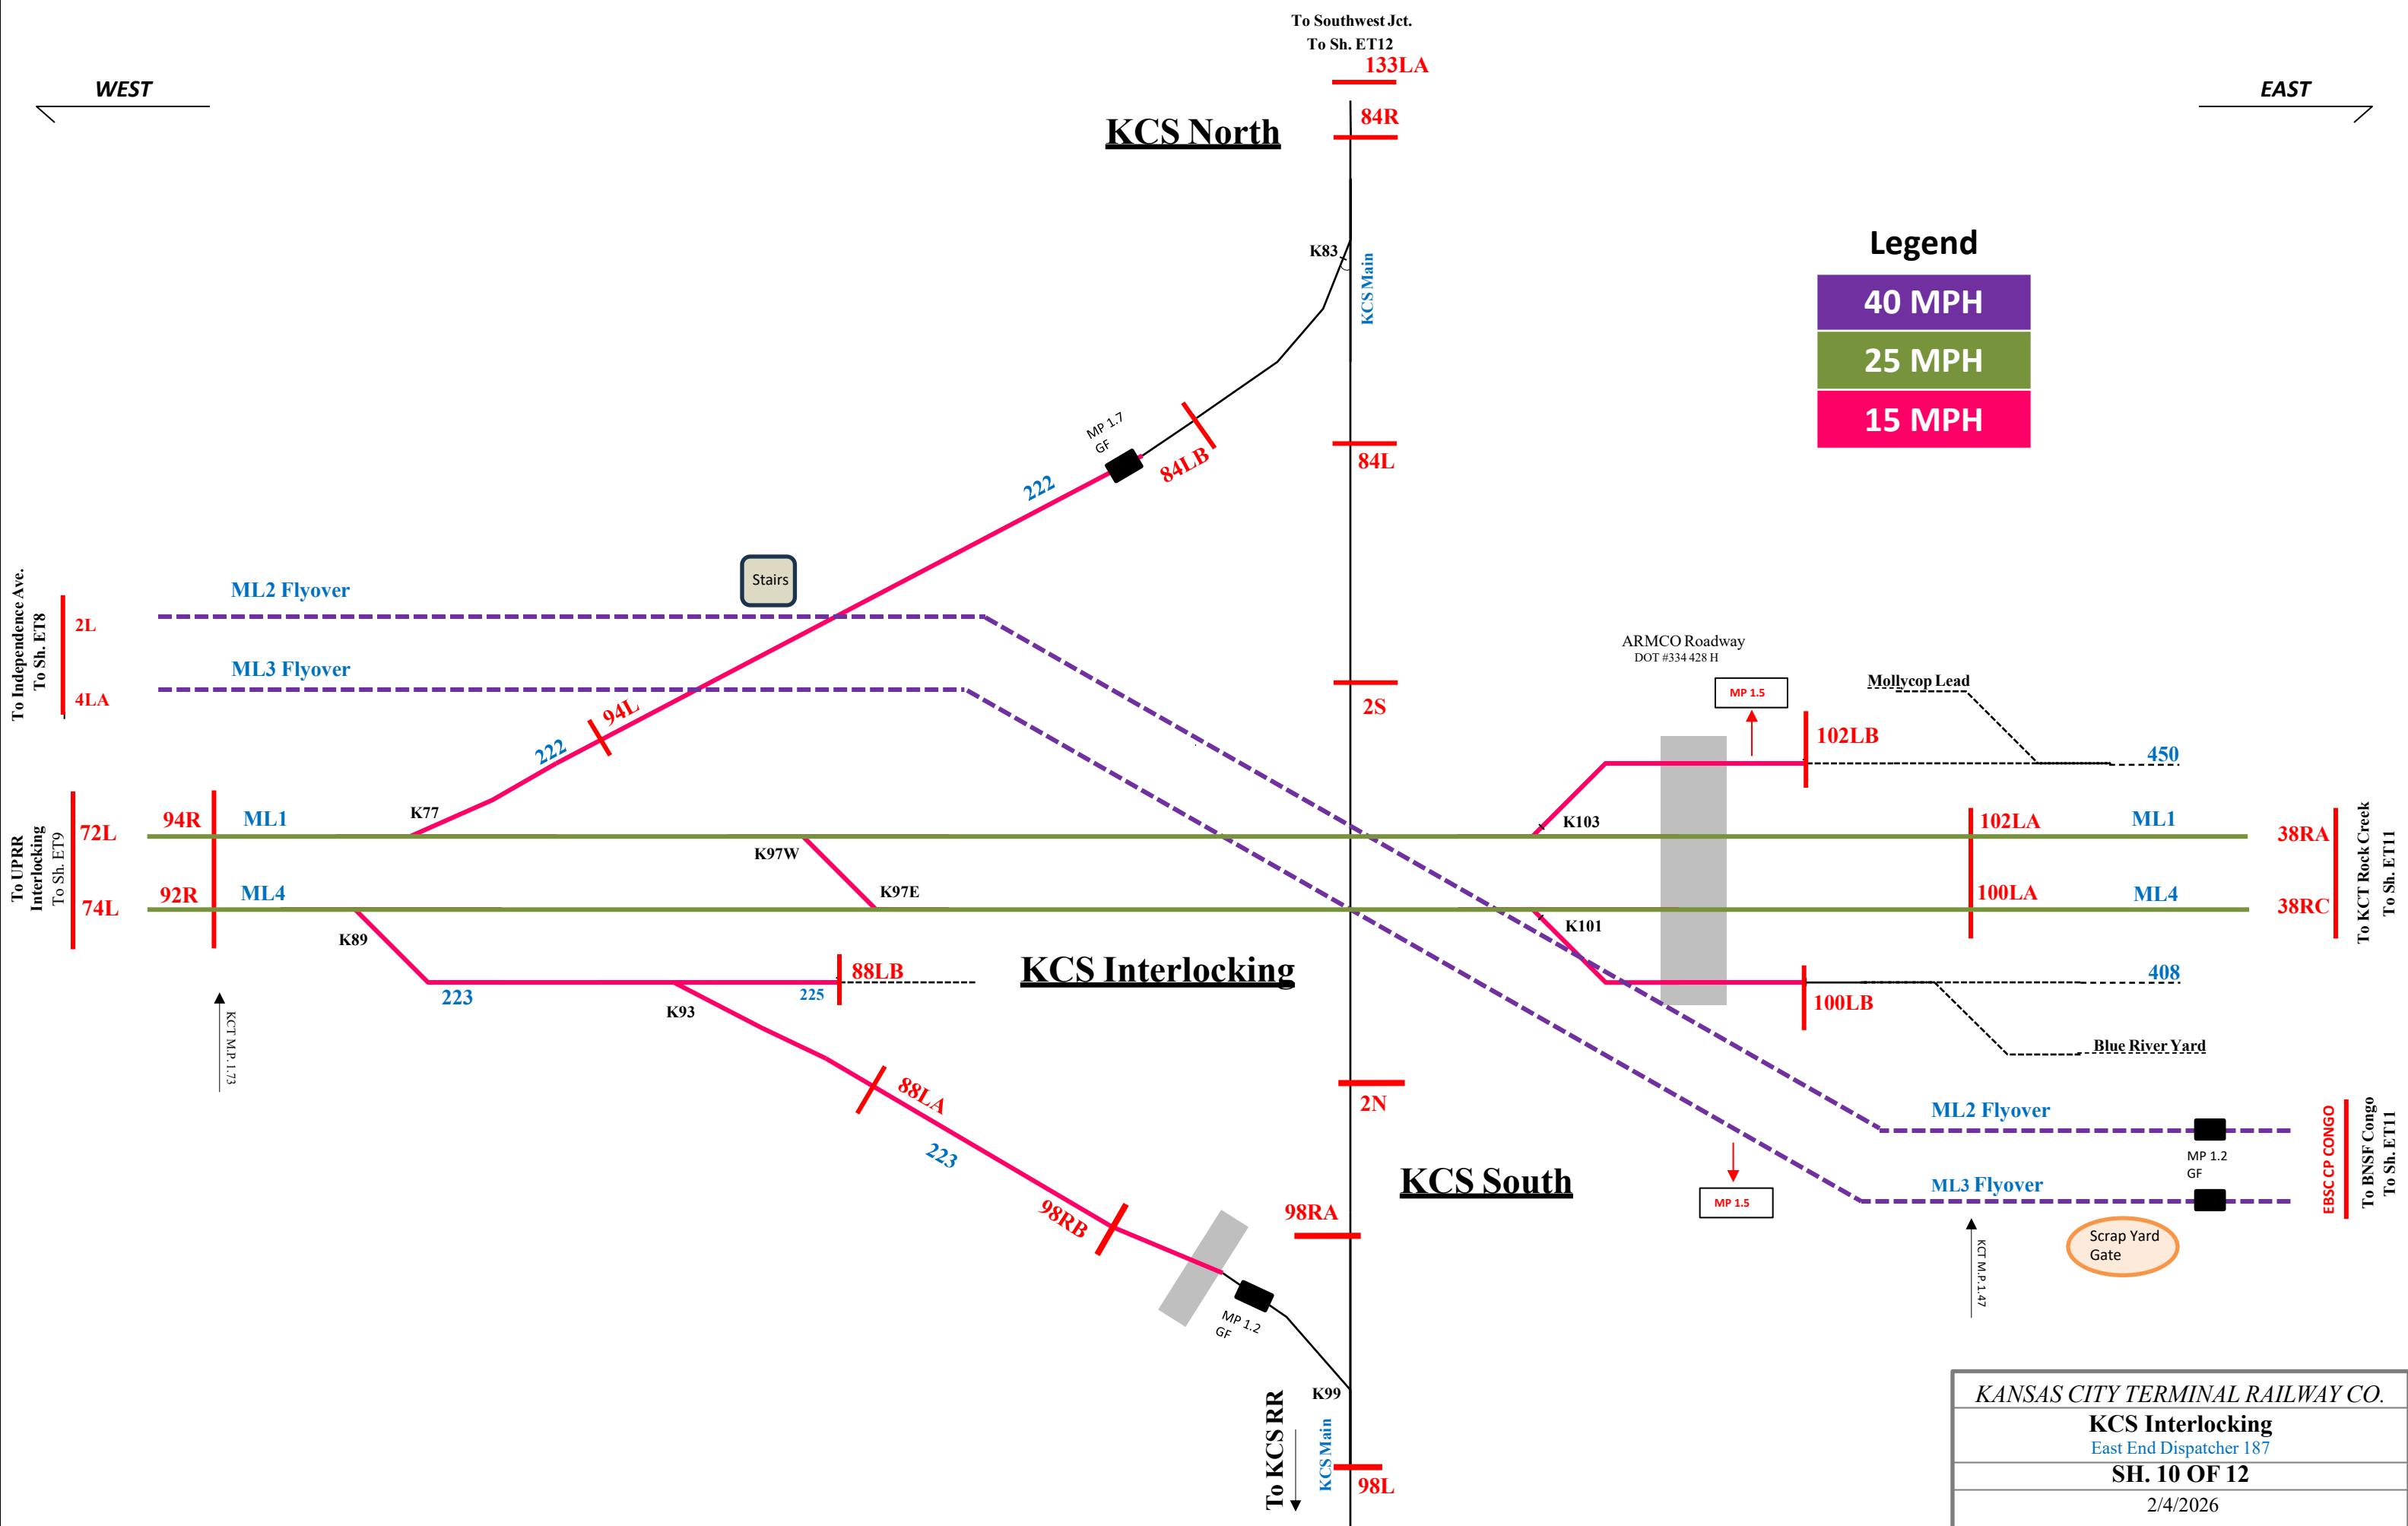 To Southwest Jct.
To Sh. ET12
133LA
WEST
EAST
84R
KCS North
Legend
K83
KCS Main
40 MPH
25 MPH
15 MPH
MP 1.7
GF
84LB
84L
222
Stairs
To Independence Ave.
To Sh. ET8
2L
4LA
ML2 Flyover
ML3 Flyover
94L
222
2S
ARMCO Roadway
DOT #334 428 H
MP 1.5
102LB
Mollycop Lead
450
To UPRR
Interlocking
To Sh. ET9
72L
94R
ML1
K77
K97W
K103
102LA
ML1
38RA
74L
92R
ML4
K97E
100LA
ML4
38RC
To KCT Rock Creek
To Sh. ET11
K89
K101
KCS Interlocking
88LB
225
223
K93
408
100LB
Blue River Yard
KCT M.P. 1.73
88LA
223
2N
ML2 Flyover
MP 1.2
GF
ML3 Flyover
EBSC CP CONGO
To BNSF Congo
To Sh. ET11
KCS South
MP 1.5
98RB
98RA
Scrap Yard
Gate
KCT M.P. 1.47
MP 1.2
GF
K99
To KCS RR
KCS Main
98L
KANSAS CITY TERMINAL RAILWAY CO.
KCS Interlocking
East End Dispatcher 187
SH. 10 OF 12
2/4/2026